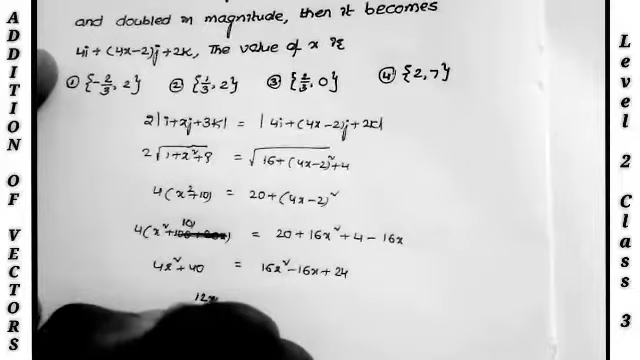 ADDITION OF VECTORS
and doubled in magnitude, then it becomes
4i+(4x-2)j+2k, The value of x is
① {-2/3, 2} ② {1/3, 2} ③ {2/3, 0} ④ {2, 7}
2|i+xj+3k| = |4i+(4x-2)j+2k|
2√1+x²+9 = √16+(4x-2)²+4
4(x²+10) = 20+(4x-2)²
4(x²+10) = 20+16x²+4-16x
4x²+40 = 16x²-16x+24
12x
Level 2 Class 3